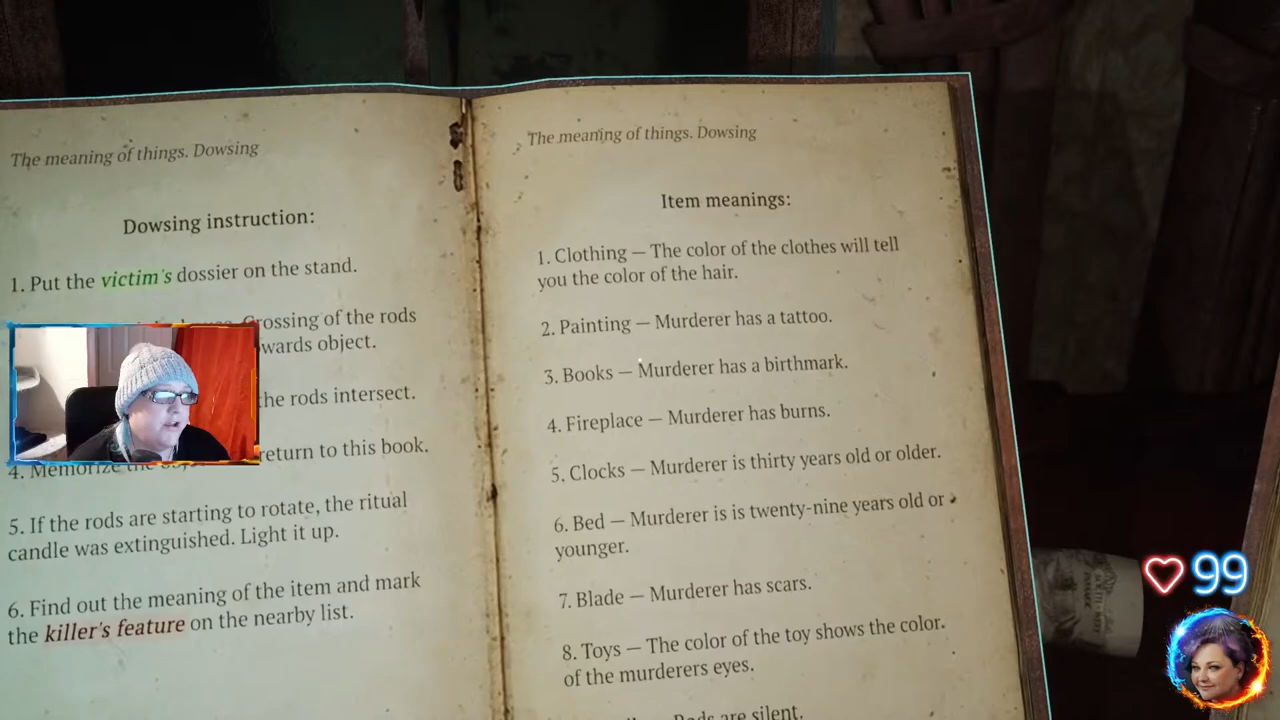 The meaning of things. Dowsing
Dowsing instruction:
1. Put the victim's dossier on the stand.
Crossing of the rods
wards object.
the rods intersect.
4. Memorize the return to this book.
5. If the rods are starting to rotate, the ritual
candle was extinguished. Light it up.
6. Find out the meaning of the item and mark
the killer's feature on the nearby list.
The meaning of things. Dowsing
Item meanings:
1. Clothing — The color of the clothes will tell
you the color of the hair.
2. Painting — Murderer has a tattoo.
3. Books — Murderer has a birthmark.
4. Fireplace — Murderer has burns.
5. Clocks — Murderer is thirty years old or older.
6. Bed — Murderer is is twenty-nine years old or
younger.
7. Blade — Murderer has scars.
8. Toys — The color of the toy shows the color.
of the murderers eyes.
Rods are silent.
99